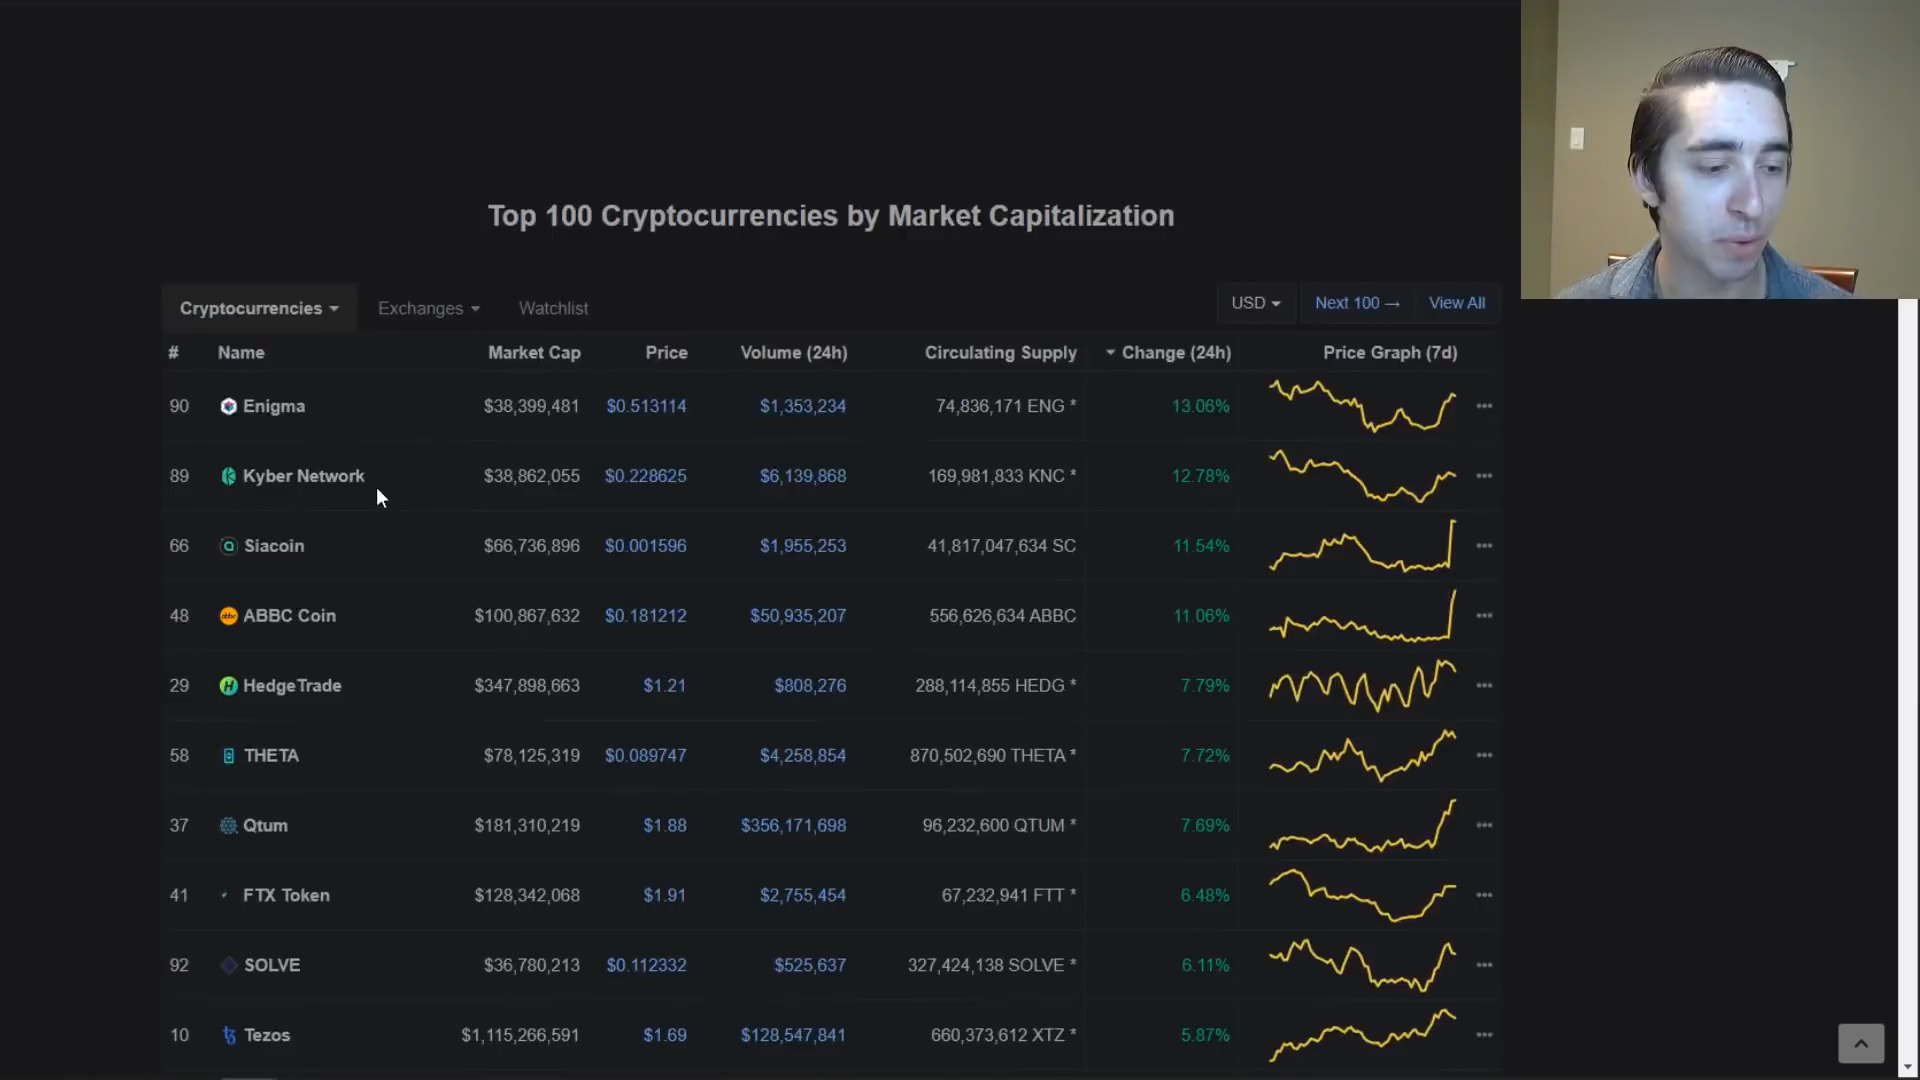 Top 100 Cryptocurrencies by Market Capitalization
Cryptocurrencies Exchanges Watchlist USD Next 100 → View All
# Name Market Cap Price Volume (24h) Circulating Supply Change (24h) Price Graph (7d)
90 Enigma $38,399,481 $0.513114 $1,353,234 74,836,171 ENG * 13.06%
89 Kyber Network $38,862,055 $0.228625 $6,139,868 169,981,833 KNC * 12.78%
66 Siacoin $66,736,896 $0.001596 $1,955,253 41,817,047,634 SC 11.54%
48 ABBC Coin $100,867,632 $0.181212 $50,935,207 556,626,634 ABBC 11.06%
29 HedgeTrade $347,898,663 $1.21 $808,276 288,114,855 HEDG * 7.79%
58 THETA $78,125,319 $0.089747 $4,258,854 870,502,690 THETA * 7.72%
37 Qtum $181,310,219 $1.88 $356,171,698 96,232,600 QTUM * 7.69%
41 FTX Token $128,342,068 $1.91 $2,755,454 67,232,941 FTT * 6.48%
92 SOLVE $36,780,213 $0.112332 $525,637 327,424,138 SOLVE * 6.11%
10 Tezos $1,115,266,591 $1.69 $128,547,841 660,373,612 XTZ * 5.87%